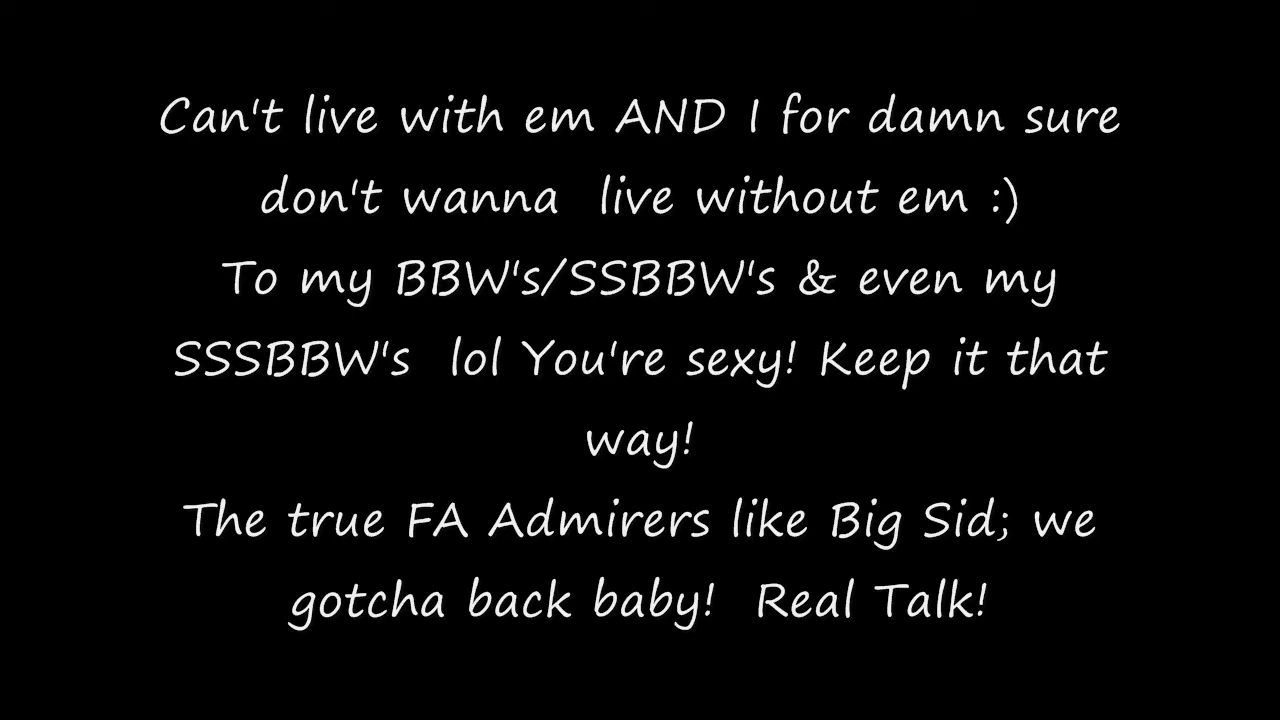 Can't live with em AND I for damn sure
don't wanna  live without em :)
To my BBW's/SSBBW's & even my
SSSBBW's  lol You're sexy! Keep it that
way!
The true FA Admirers like Big Sid; we
gotcha back baby!  Real Talk!